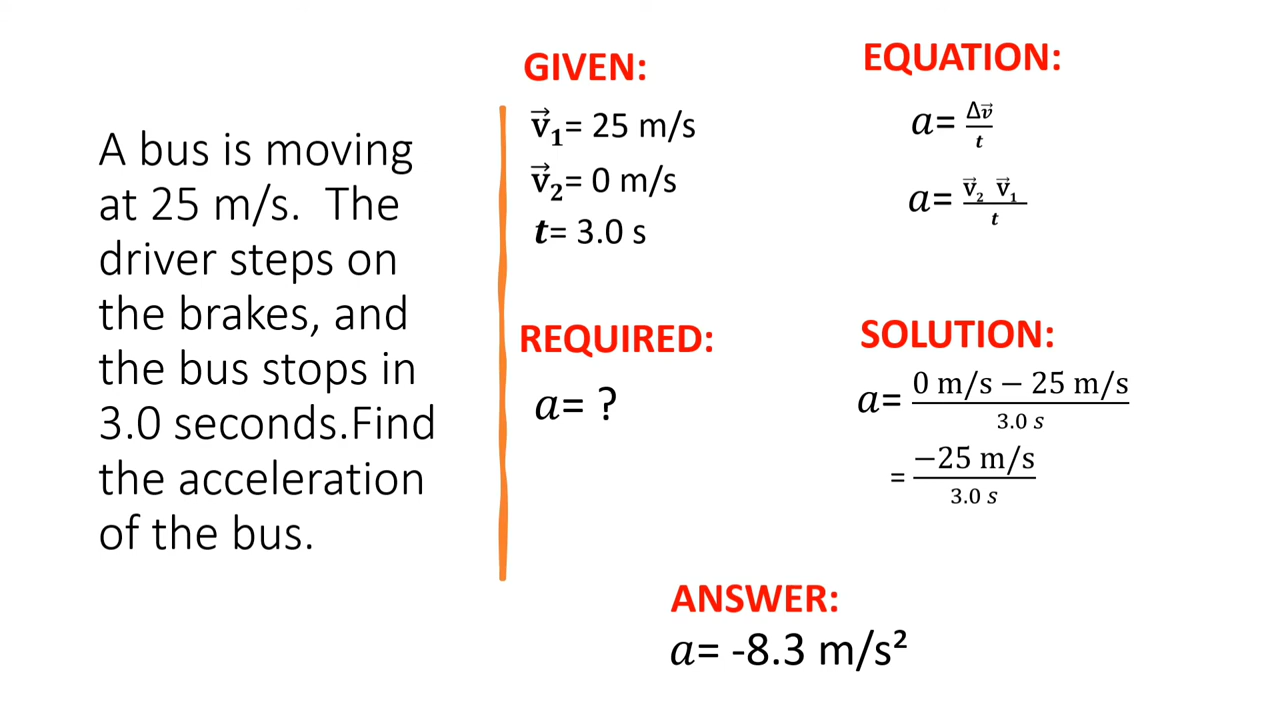 A bus is moving
at 25 m/s.  The
driver steps on
the brakes, and
the bus stops in
3.0 seconds.Find
the acceleration
of the bus.
GIVEN:
v⃗₁= 25 m/s
v⃗₂= 0 m/s
t= 3.0 s
REQUIRED:
a= ?
EQUATION:
a= Δv⃗/t
a= v⃗₂ v⃗₁/t
SOLUTION:
a= 0 m/s − 25 m/s/3.0 s
= −25 m/s/3.0 s
ANSWER:
a= -8.3 m/s²